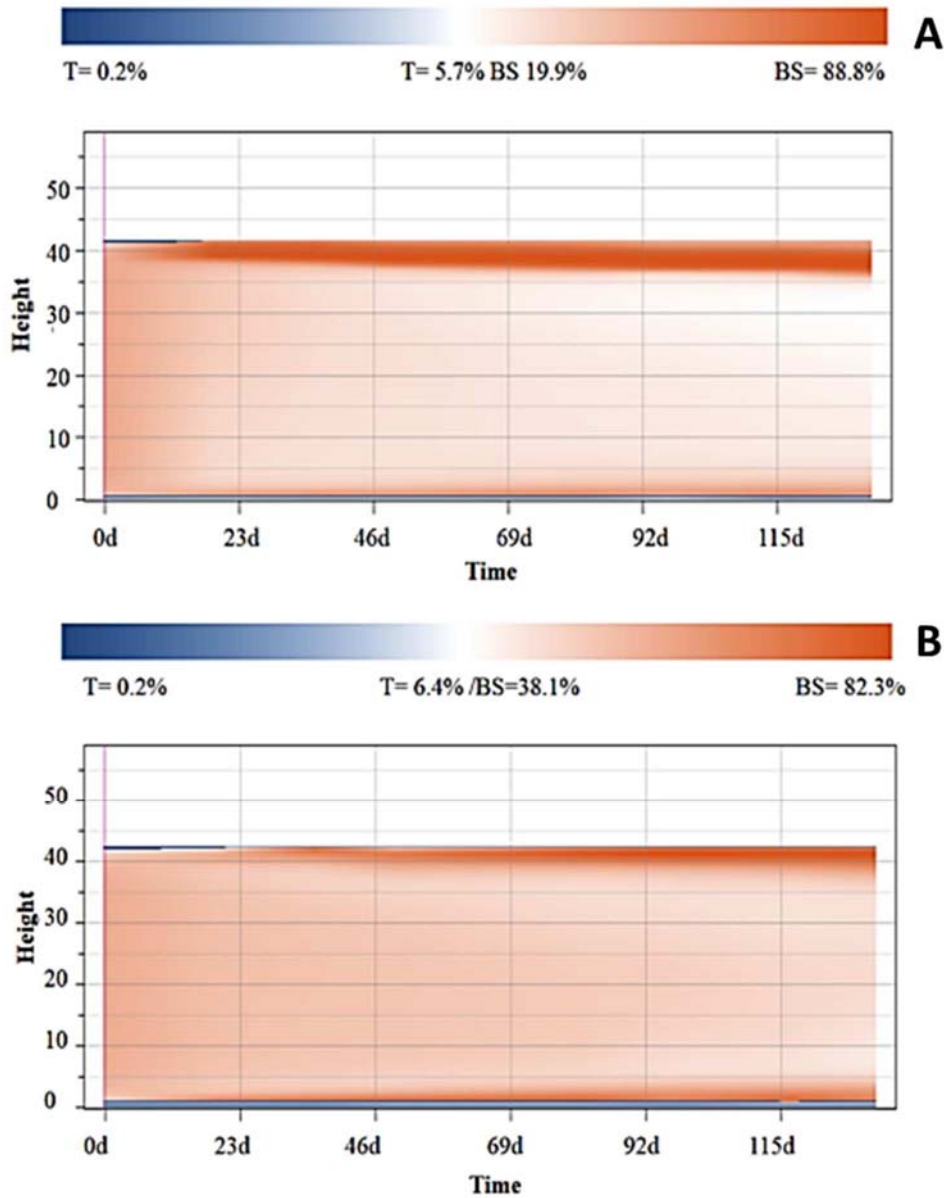 A
T= 0.2% T= 5.7% BS 19.9% BS= 88.8%
Height
50
40
30
20
10
0
0d 23d 46d 69d 92d 115d
Time
B
T= 0.2% T= 6.4% /BS=38.1% BS= 82.3%
Height
50
40
30
20
10
0
0d 23d 46d 69d 92d 115d
Time